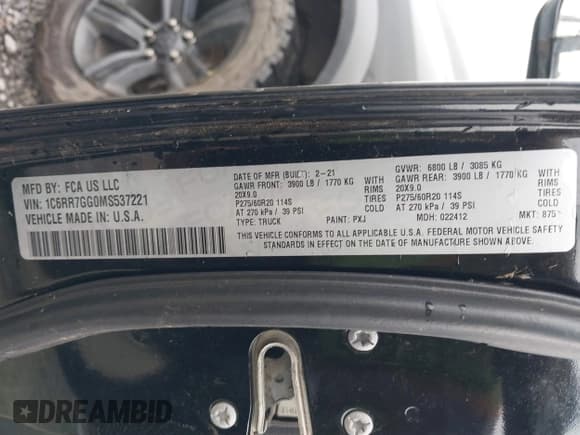 MFD BY: FCA US LLC
VIN: 1C6RR7GG0MS537221
VEHICLE MADE IN: U.S.A.
DATE OF MFR (BUILT): 2-21
GAWR FRONT: 3900 LB / 1770 KG WITH
20X9.0 RIMS
P275/60R20 114S TIRES
AT 270 kPa / 39 PSI COLD
TYPE: TRUCK PAINT: PXJ
GVWR: 6800 LB / 3085 KG
GAWR REAR: 3900 LB / 1770 KG WITH
20X9.0 RIMS
P275/60R20 114S TIRES
AT 270 kPa / 39 PSI COLD
MOH: 022412 MKT: 875
THIS VEHICLE CONFORMS TO ALL APPLICABLE U.S.A. FEDERAL MOTOR VEHICLE SAFETY
STANDARDS IN EFFECT ON THE DATE OF MANUFACTURE SHOWN ABOVE.
DREAMBID